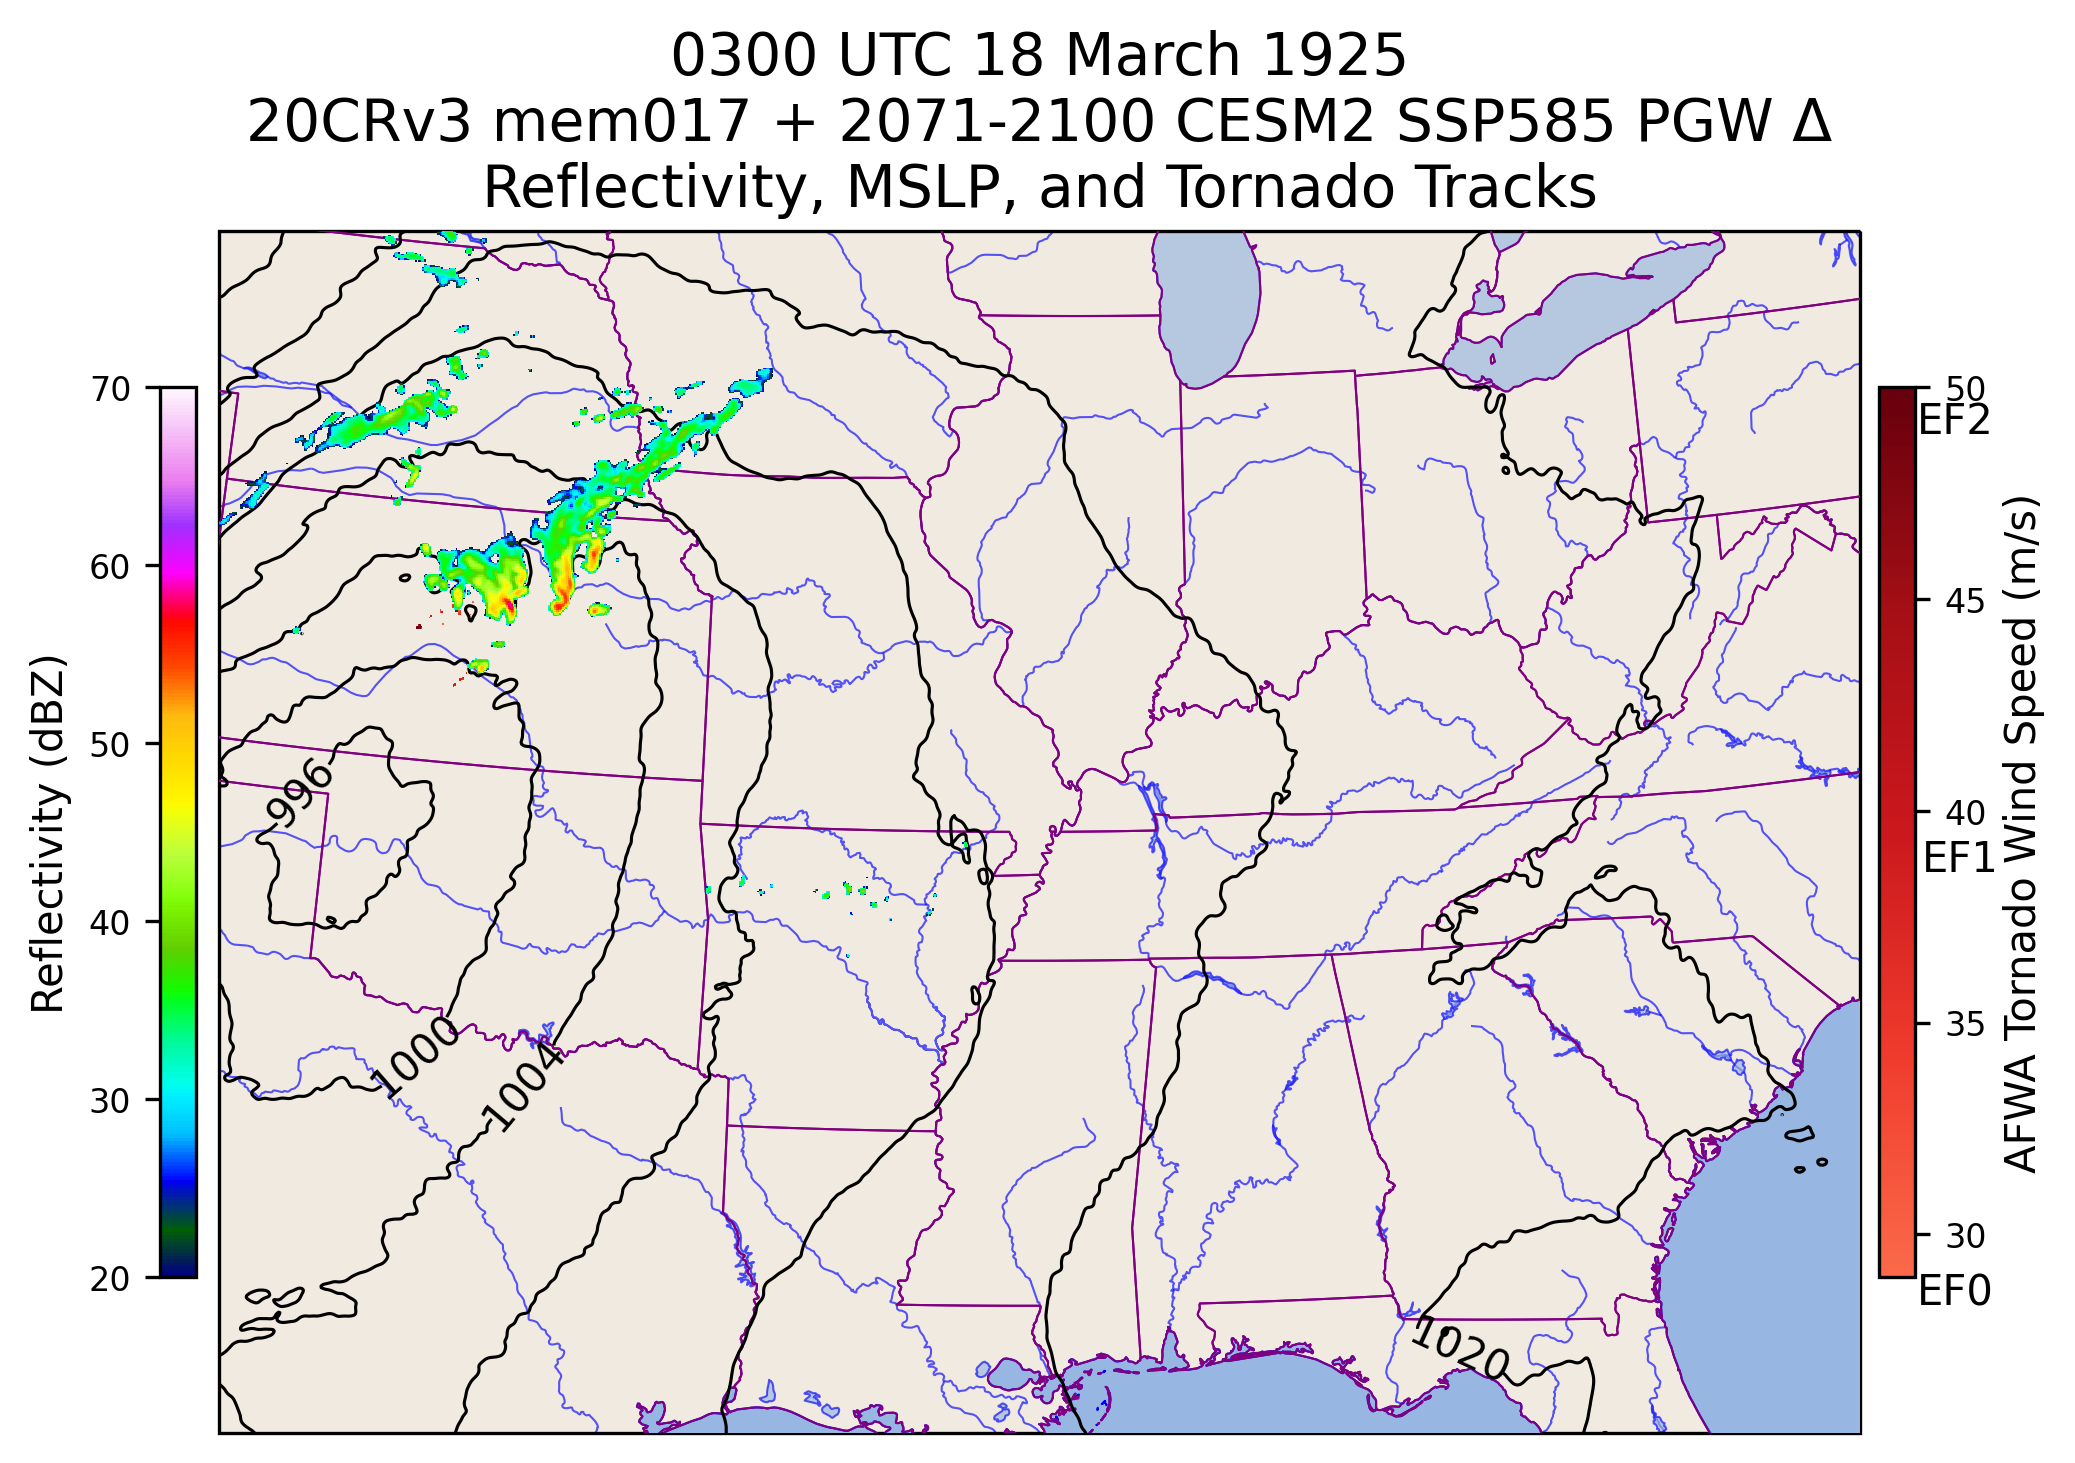 0300 UTC 18 March 1925
20CRv3 mem017 + 2071-2100 CESM2 SSP585 PGW Δ
Reflectivity, MSLP, and Tornado Tracks
70
60
50
40
30
20
Reflectivity (dBZ)
996
1000
1004
1020
50
EF2
45
40
EF1
35
30
EF0
AFWA Tornado Wind Speed (m/s)